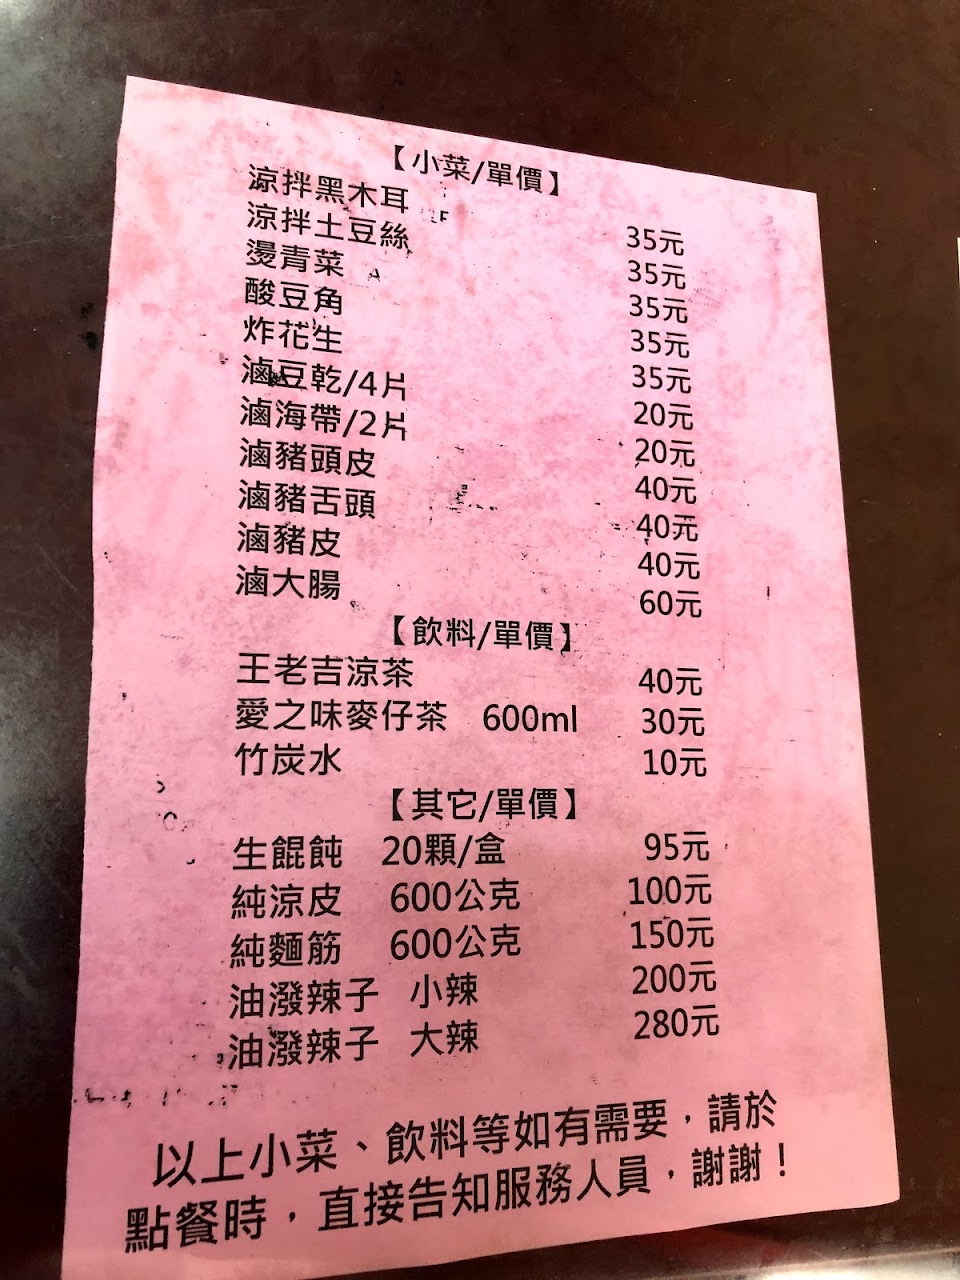 【小菜/單價】
涼拌黑木耳 35元
涼拌土豆絲 35元
燙青菜 35元
酸豆角 35元
炸花生 35元
滷豆乾/4片 20元
滷海帶/2片 20元
滷豬頭皮 40元
滷豬舌頭 40元
滷豬皮 40元
滷大腸 60元
【飲料/單價】
王老吉涼茶 40元
愛之味麥仔茶 600ml 30元
竹炭水 10元
【其它/單價】
生餛飩 20顆/盒 95元
純涼皮 600公克 100元
純麵筋 600公克 150元
油潑辣子 小辣 200元
油潑辣子 大辣 280元
以上小菜、飲料等如有需要，請於
點餐時，直接告知服務人員，謝謝！